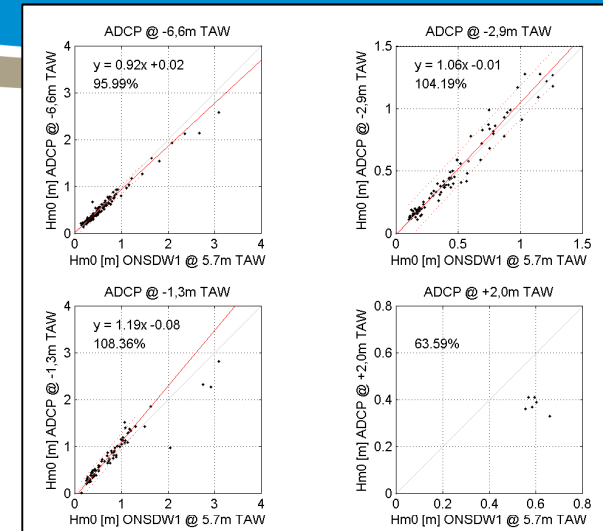 ADCP @ -6,6m TAW
y = 0.92x +0.02
95.99%
Hm0 [m] ADCP @ -6,6m TAW
4
3
2
1
0
0 1 2 3 4
Hm0 [m] ONSDW1 @ 5.7m TAW
ADCP @ -2,9m TAW
y = 1.06x -0.01
104.19%
Hm0 [m] ADCP @ -2,9m TAW
1.5
1
0.5
0
0 0.5 1 1.5
Hm0 [m] ONSDW1 @ 5.7m TAW
ADCP @ -1,3m TAW
y = 1.19x -0.08
108.36%
Hm0 [m] ADCP @ -1,3m TAW
4
3
2
1
0
0 1 2 3 4
Hm0 [m] ONSDW1 @ 5.7m TAW
ADCP @ +2,0m TAW
63.59%
Hm0 [m] ADCP @ +2,0m TAW
0.8
0.6
0.4
0.2
0
0 0.2 0.4 0.6 0.8
Hm0 [m] ONSDW1 @ 5.7m TAW